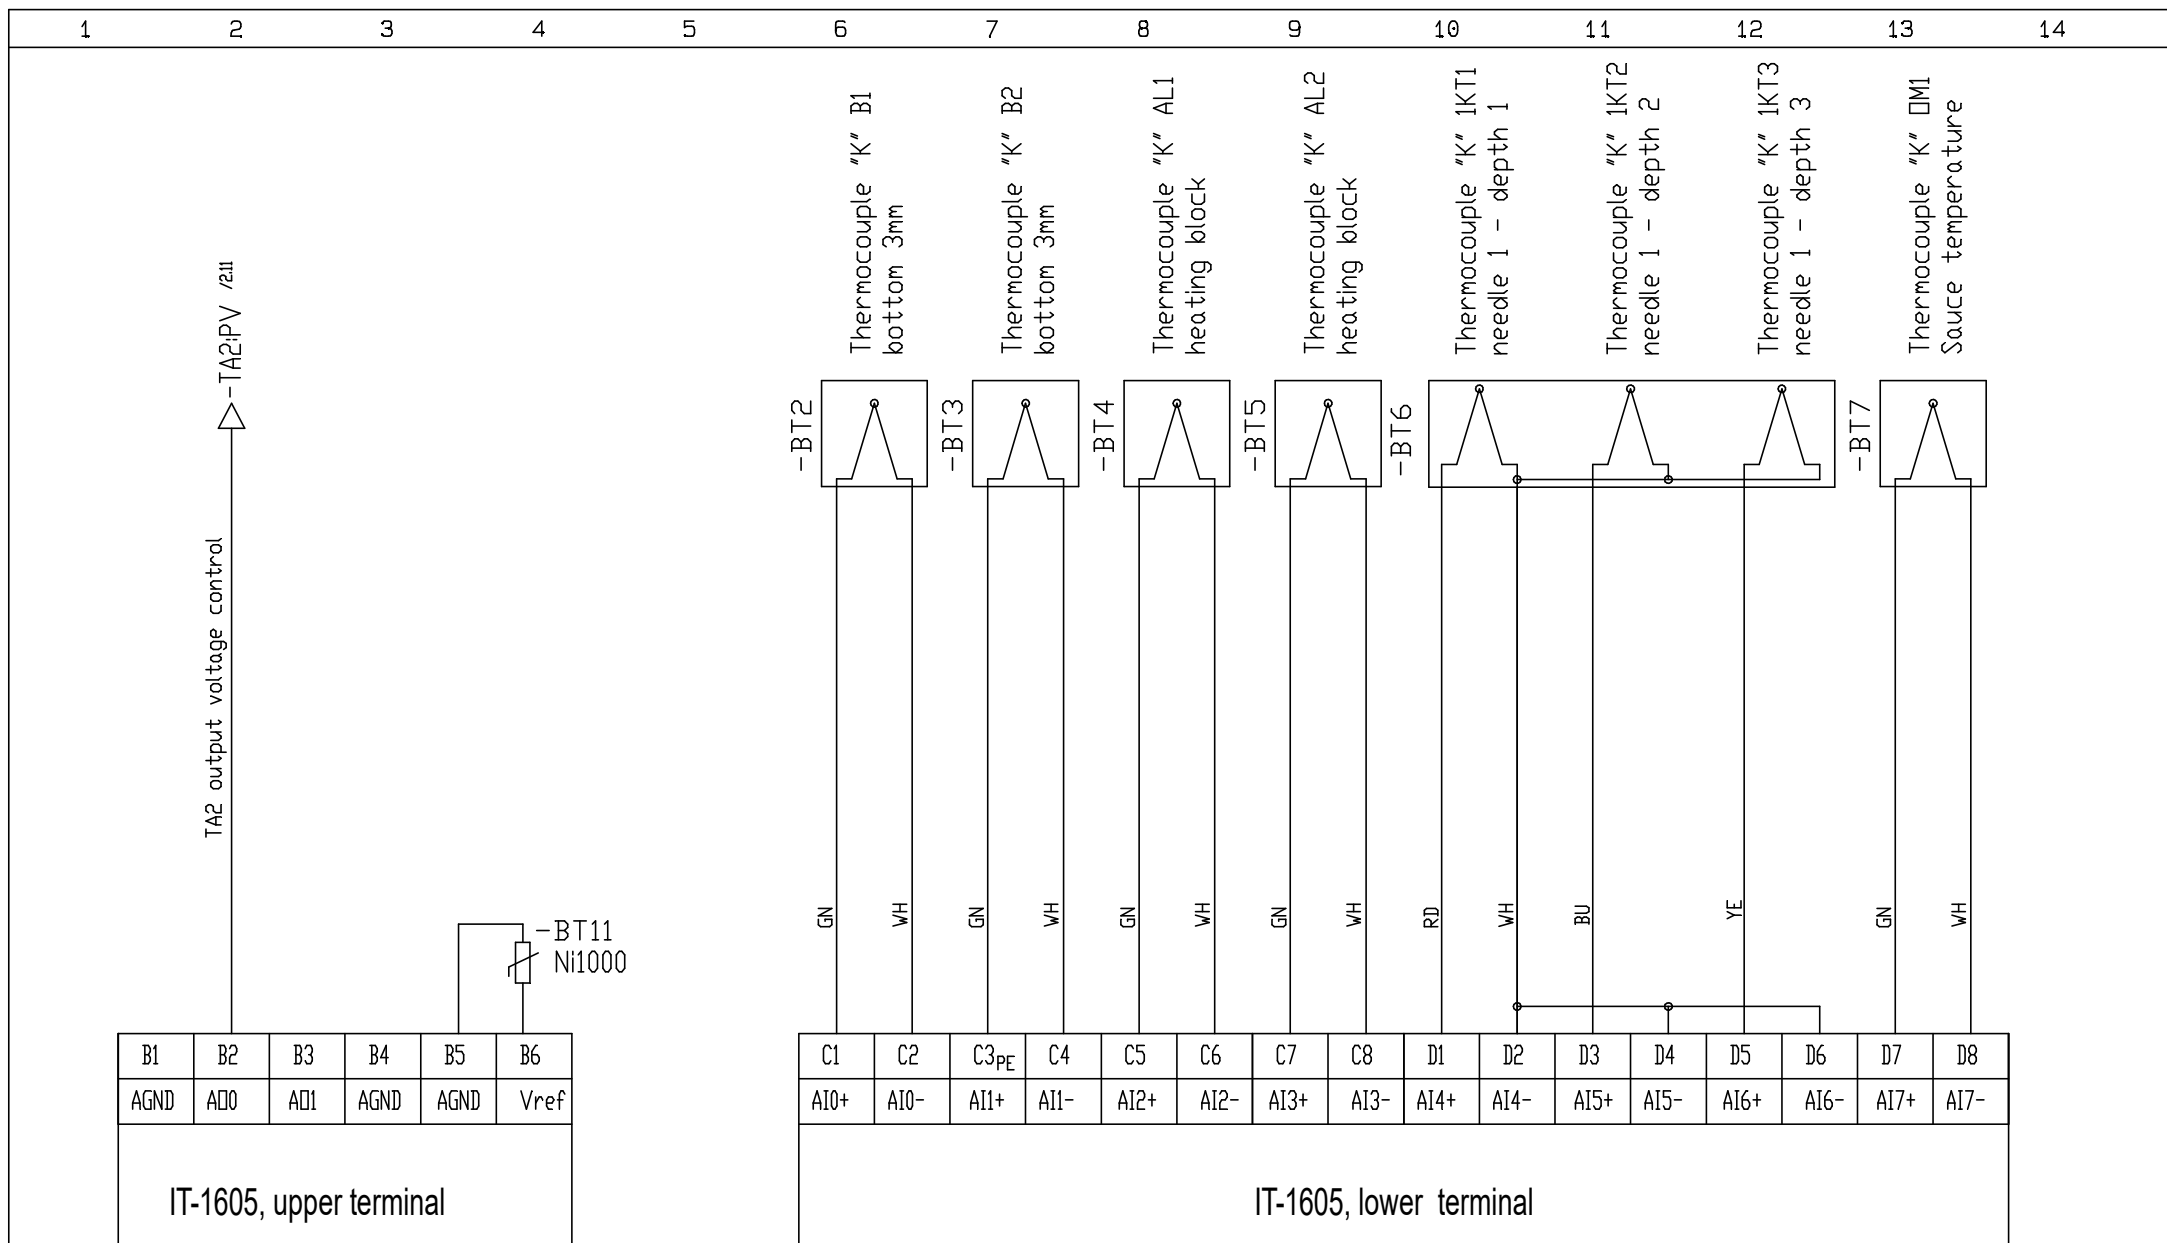 1 2 3 4 5 6 7 8 9 10 11 12 13 14
-TA2:PV /2.11
TA2 output voltage control
-BT11
Ni1000
B1 B2 B3 B4 B5 B6
AGND AO0 AO1 AGND AGND Vref
IT-1605, upper terminal
Thermocouple "K" B1
bottom 3mm
-BT2
Thermocouple "K" B2
bottom 3mm
-BT3
Thermocouple "K" AL1
heating block
-BT4
Thermocouple "K" AL2
heating block
-BT5
Thermocouple "K" 1KT1
needle 1 - depth 1
Thermocouple "K" 1KT2
needle 1 - depth 2
Thermocouple "K" 1KT3
needle 1 - depth 3
-BT6
Thermocouple "K" OM1
Sauce temperature
-BT7
GN WH GN WH GN WH GN WH RD WH BU YE GN WH
C1 C2 C3 PE C4 C5 C6 C7 C8 D1 D2 D3 D4 D5 D6 D7 D8
AI0+ AI0- AI1+ AI1- AI2+ AI2- AI3+ AI3- AI4+ AI4- AI5+ AI5- AI6+ AI6- AI7+ AI7-
IT-1605, lower terminal